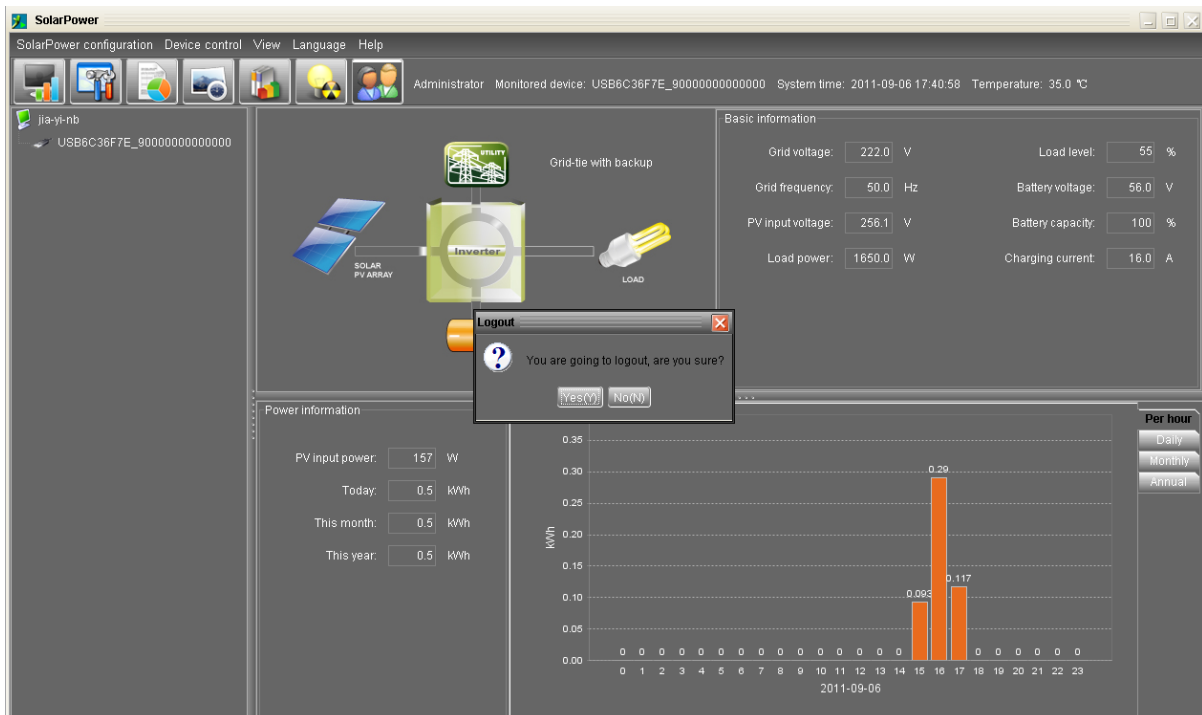 SolarPower
SolarPower configuration Device control View Language Help
Administrator Monitored device: USB6C36F7E_90000000000000 System time: 2011-09-06 17:40:58 Temperature: 35.0 ℃
jia-yi-nb
USB6C36F7E_90000000000000
UTILITY
Grid-tie with backup
Inverter
SOLAR
PV ARRAY
LOAD
Basic information
Grid voltage: 222.0 V Load level: 55 %
Grid frequency: 50.0 Hz Battery voltage: 56.0 V
PV input voltage: 256.1 V Battery capacity: 100 %
Load power: 1650.0 W Charging current: 16.0 A
Logout
You are going to logout, are you sure?
Yes(Y) No(N)
Power information
PV input power: 157 W
Today: 0.5 kWh
This month: 0.5 kWh
This year: 0.5 kWh
Per hour
Daily
Monthly
Annual
kWh
0.35
0.30
0.25
0.20
0.15
0.10
0.05
0.00
0.29
0.117
0.093
0 0 0 0 0 0 0 0 0 0 0 0 0 0 0 0 0 0 0 0 0
0 1 2 3 4 5 6 7 8 9 10 11 12 13 14 15 16 17 18 19 20 21 22 23
2011-09-06